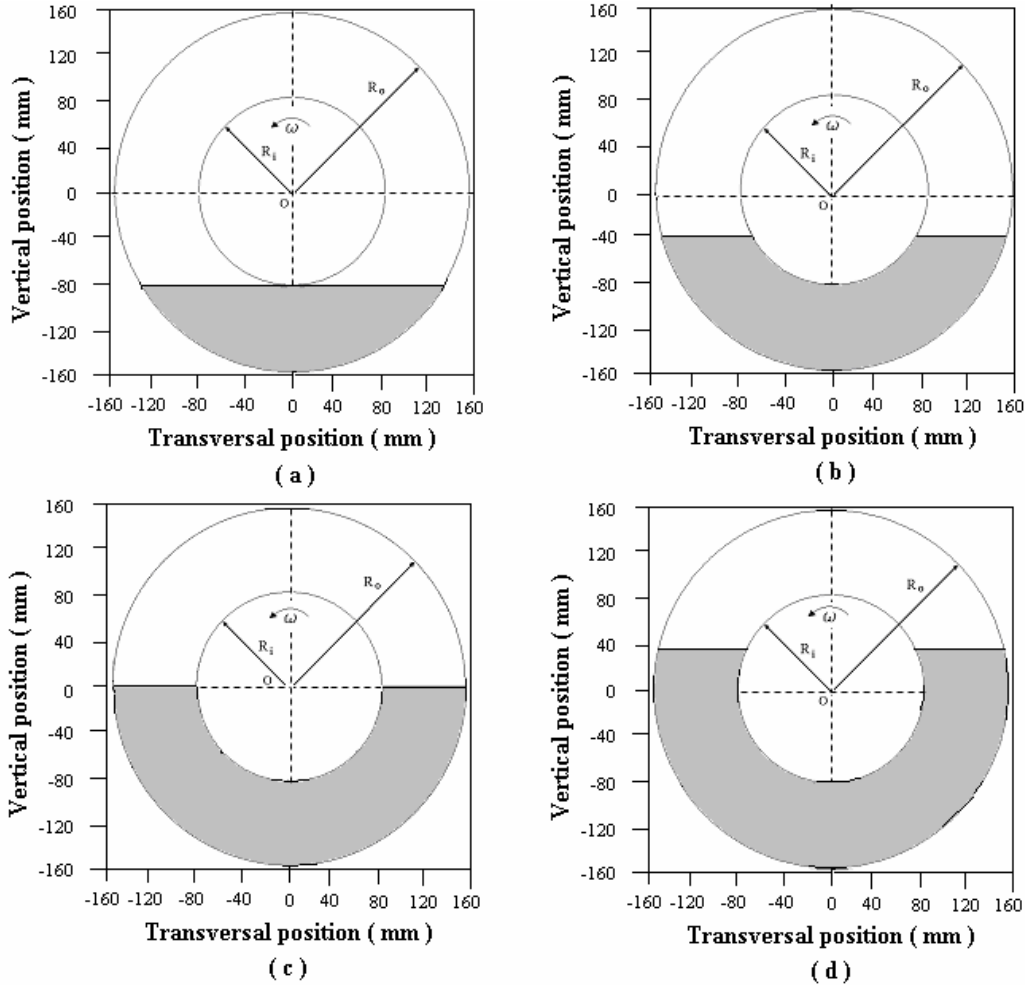 160
120
80
40
0
-40
-80
-120
-160
Vertical position ( mm )
Ro
Ri
ω
O
-160 -120 -80 -40 0 40 80 120 160
Transversal position ( mm )
( a )
160
120
80
40
0
-40
-80
-120
-160
Vertical position ( mm )
Ro
Ri
ω
O
-160 -120 -80 -40 0 40 80 120 160
Transversal position ( mm )
( b )
160
120
80
40
0
-40
-80
-120
-160
Vertical position ( mm )
Ro
Ri
ω
O
-160 -120 -80 -40 0 40 80 120 160
Transversal position ( mm )
( c )
160
120
80
40
0
-40
-80
-120
-160
Vertical position ( mm )
Ro
Ri
ω
O
-160 -120 -80 -40 0 40 80 120 160
Transversal position ( mm )
( d )